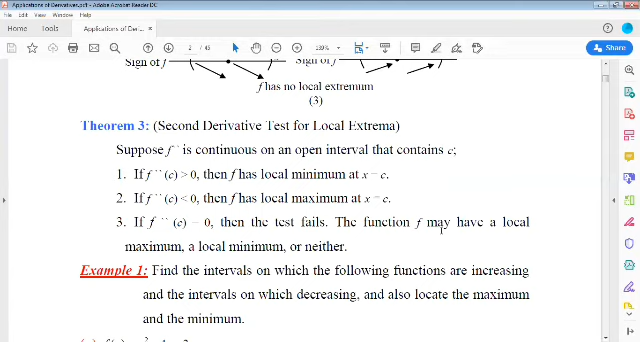 Applications of Derivatives.pdf - Adobe Acrobat Reader DC
File Edit View Window Help
Home Tools Applications of Deri... ×
2 / 45 139% Share
Sign of f Sign of f
f has no local extremum
(3)
Theorem 3: (Second Derivative Test for Local Extrema)
Suppose f `` is continuous on an open interval that contains c;
1. If f `` (c) > 0, then f has local minimum at x = c.
2. If f `` (c) < 0, then f has local maximum at x = c.
3. If f `` (c) = 0, then the test fails. The function f may have a local
maximum, a local minimum, or neither.
Example 1: Find the intervals on which the following functions are increasing
and the intervals on which decreasing, and also locate the maximum
and the minimum.